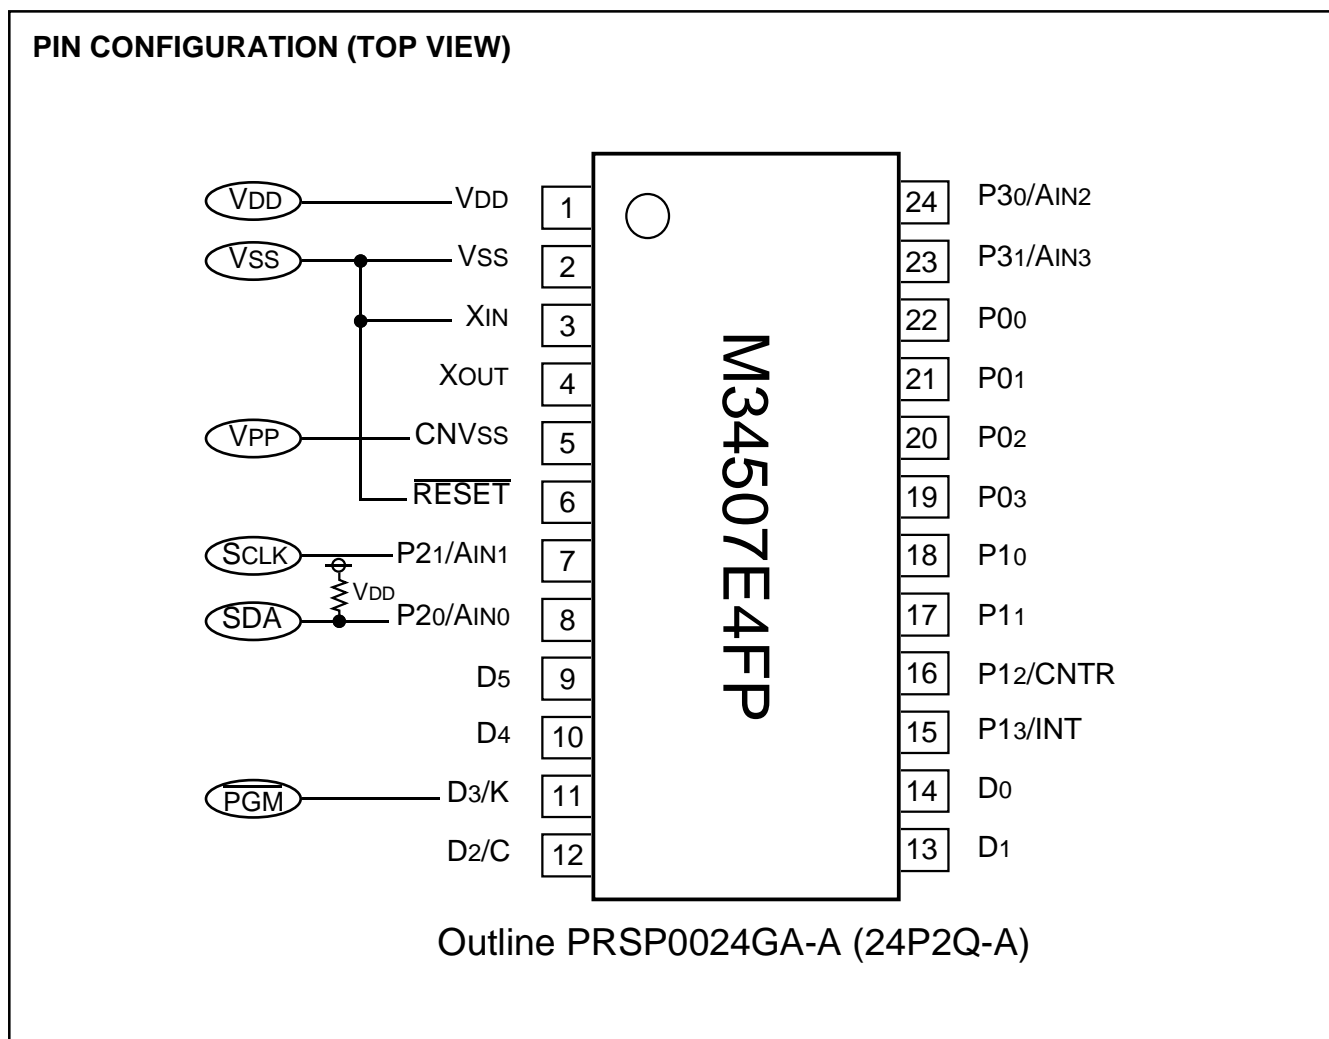 PIN CONFIGURATION (TOP VIEW)
VDD VDD 1 24 P30/AIN2
VSS VSS 2 23 P31/AIN3
XIN 3 22 P00
XOUT 4 21 P01
VPP CNVSS 5 20 P02
RESET 6 19 P03
SCLK P21/AIN1 7 18 P10
VDD
SDA P20/AIN0 8 17 P11
D5 9 16 P12/CNTR
D4 10 15 P13/INT
PGM D3/K 11 14 D0
D2/C 12 13 D1
M34507E4FP
Outline PRSP0024GA-A (24P2Q-A)